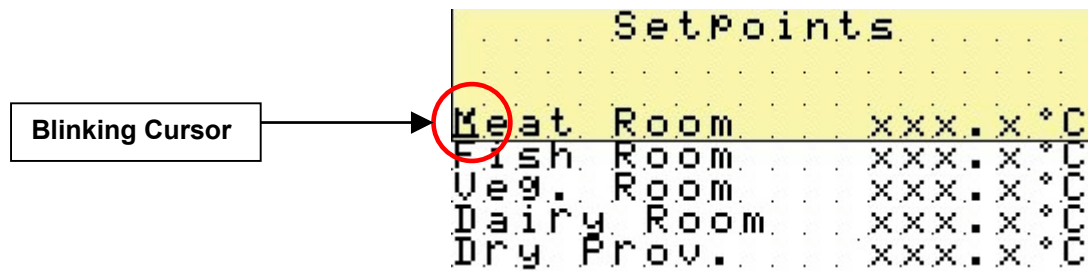 Setpoints
Blinking Cursor
Meat Room xxx.x°C
Fish Room xxx.x°C
Veg. Room xxx.x°C
Dairy Room xxx.x°C
Dry Prov. xxx.x°C